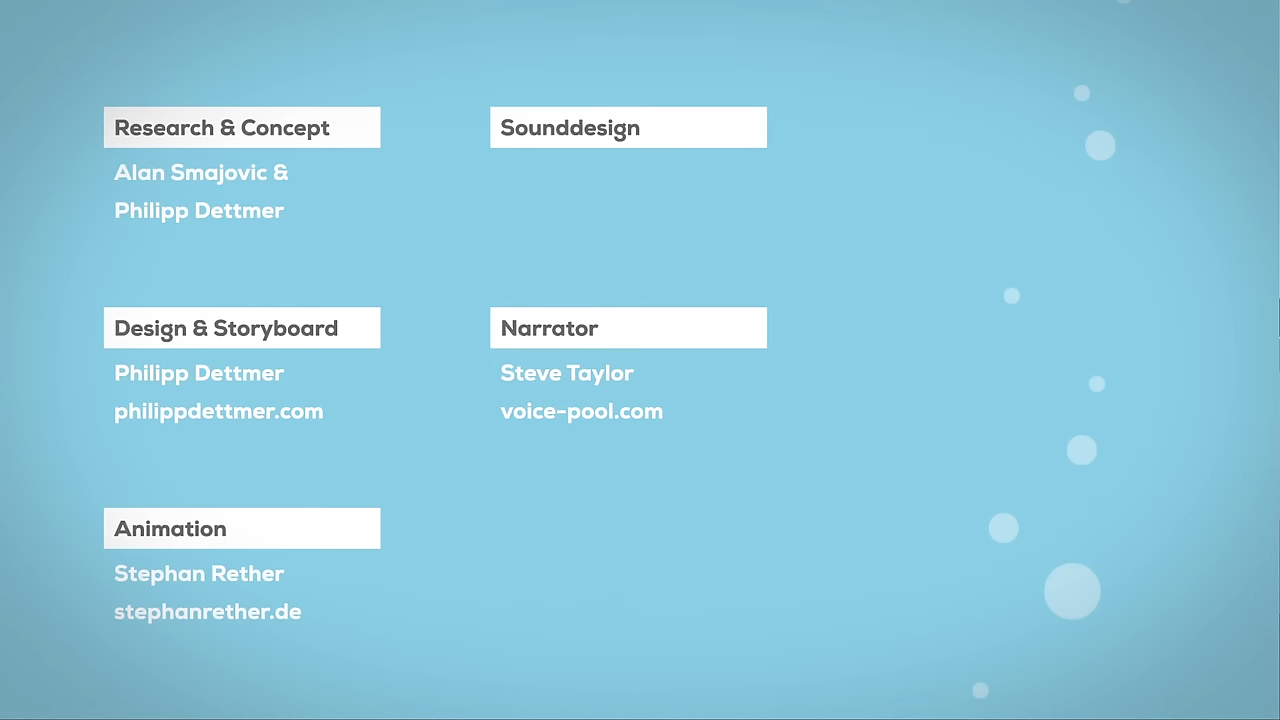 Research & Concept
Alan Smajovic &
Philipp Dettmer
Design & Storyboard
Philipp Dettmer
philippdettmer.com
Animation
Stephan Rether
stephanrether.de
Sounddesign
Narrator
Steve Taylor
voice-pool.com